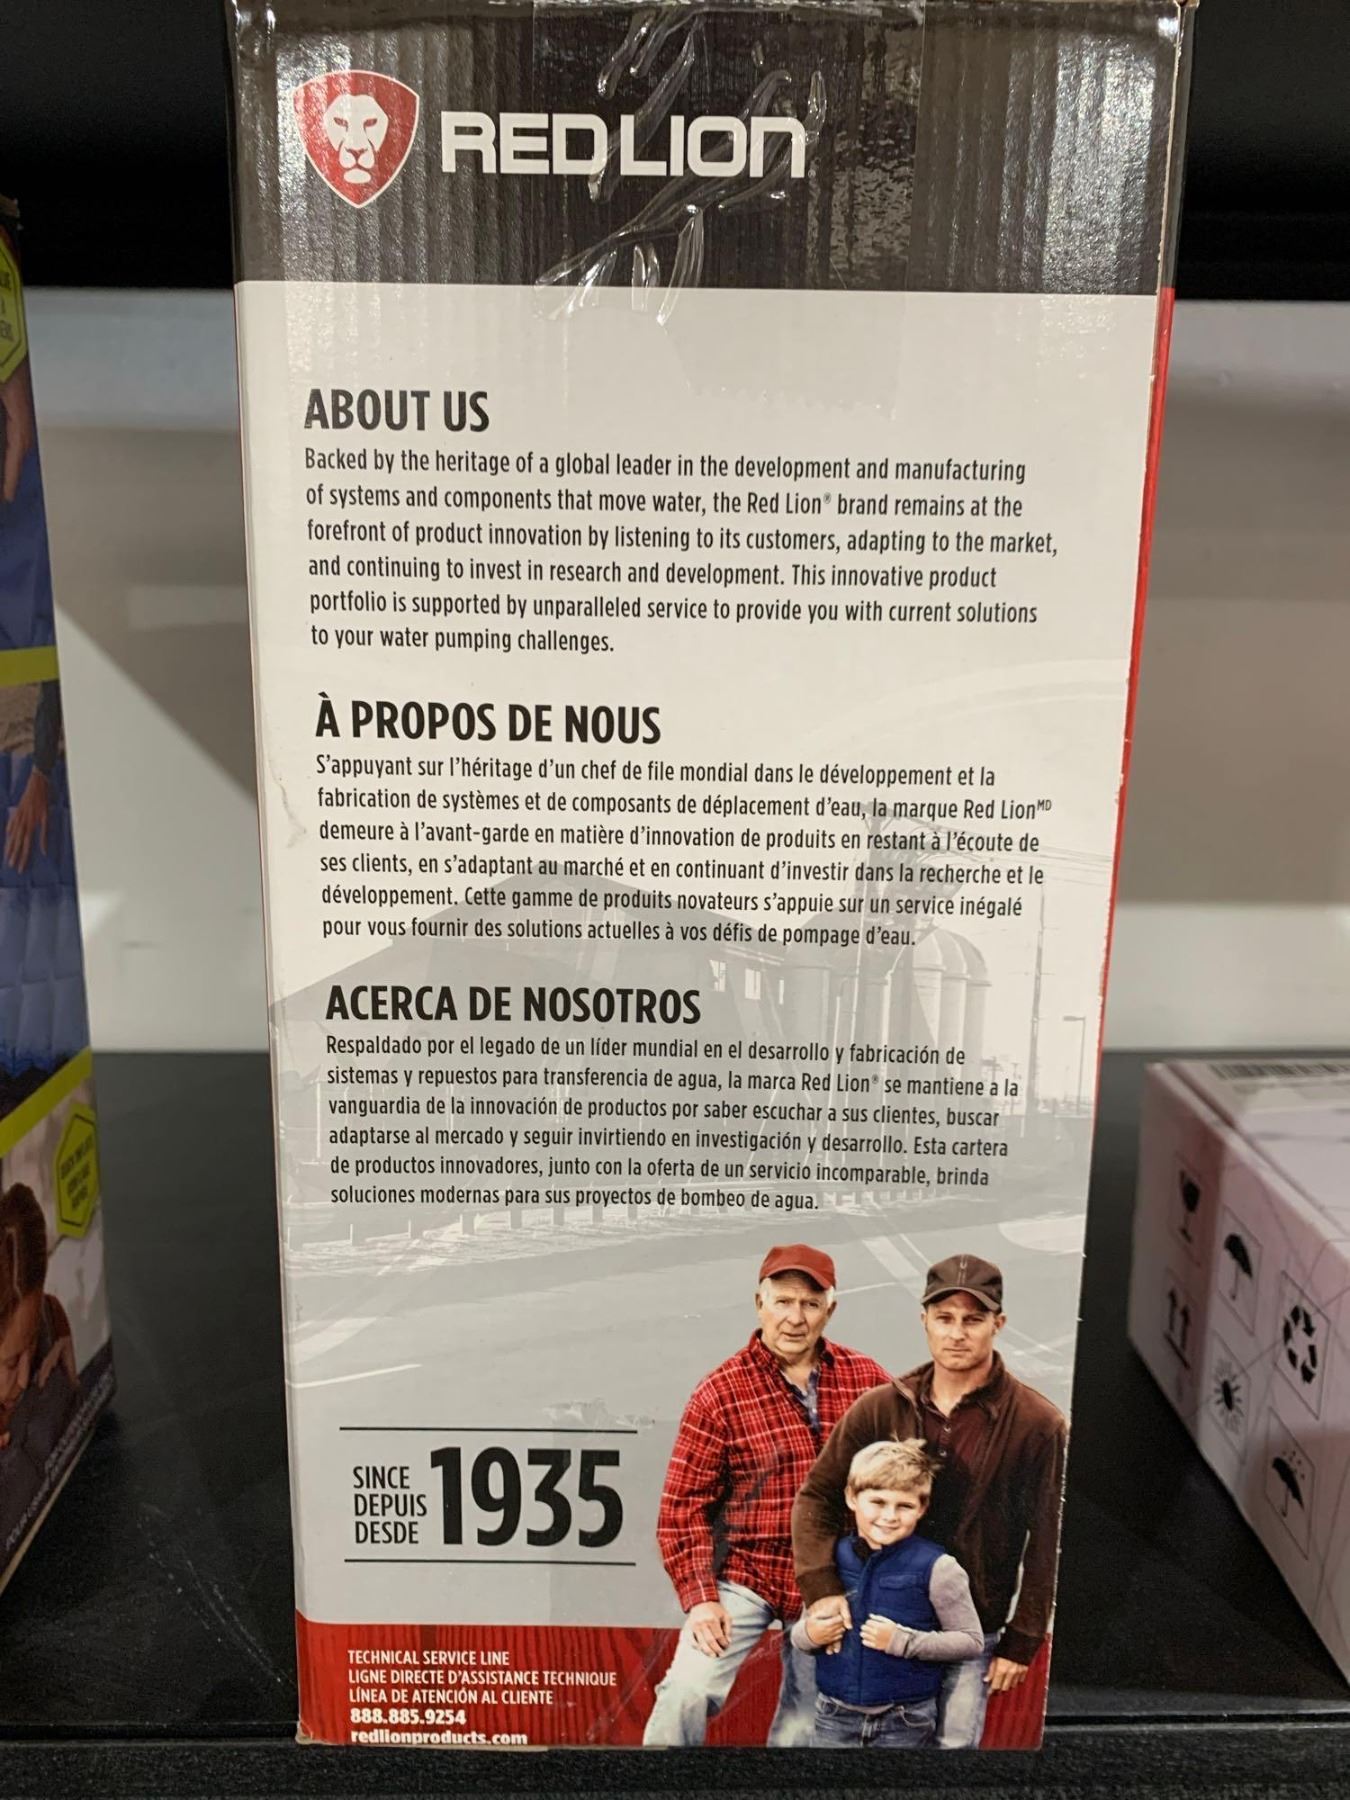 RED LION
ABOUT US
Backed by the heritage of a global leader in the development and manufacturing
of systems and components that move water, the Red Lion® brand remains at the
forefront of product innovation by listening to its customers, adapting to the market,
and continuing to invest in research and development. This innovative product
portfolio is supported by unparalleled service to provide you with current solutions
to your water pumping challenges.
À PROPOS DE NOUS
S'appuyant sur l'héritage d'un chef de file mondial dans le développement et la
fabrication de systèmes et de composants de déplacement d'eau, la marque Red Lion MD
demeure à l'avant-garde en matière d'innovation de produits en restant à l'écoute de
ses clients, en s'adaptant au marché et en continuant d'investir dans la recherche et le
développement. Cette gamme de produits novateurs s'appuie sur un service inégalé
pour vous fournir des solutions actuelles à vos défis de pompage d'eau.
ACERCA DE NOSOTROS
Respaldado por el legado de un líder mundial en el desarrollo y fabricación de
sistemas y repuestos para transferencia de agua, la marca Red Lion® se mantiene a la
vanguardia de la innovación de productos por saber escuchar a sus clientes, buscar
adaptarse al mercado y seguir invirtiendo en investigación y desarrollo. Esta cartera
de productos innovadores, junto con la oferta de un servicio incomparable, brinda
soluciones modernas para sus proyectos de bombeo de agua.
SINCE
DEPUIS
DESDE
1935
TECHNICAL SERVICE LINE
LIGNE DIRECTE D'ASSISTANCE TECHNIQUE
LÍNEA DE ATENCIÓN AL CLIENTE
888.885.9254
redlionproducts.com